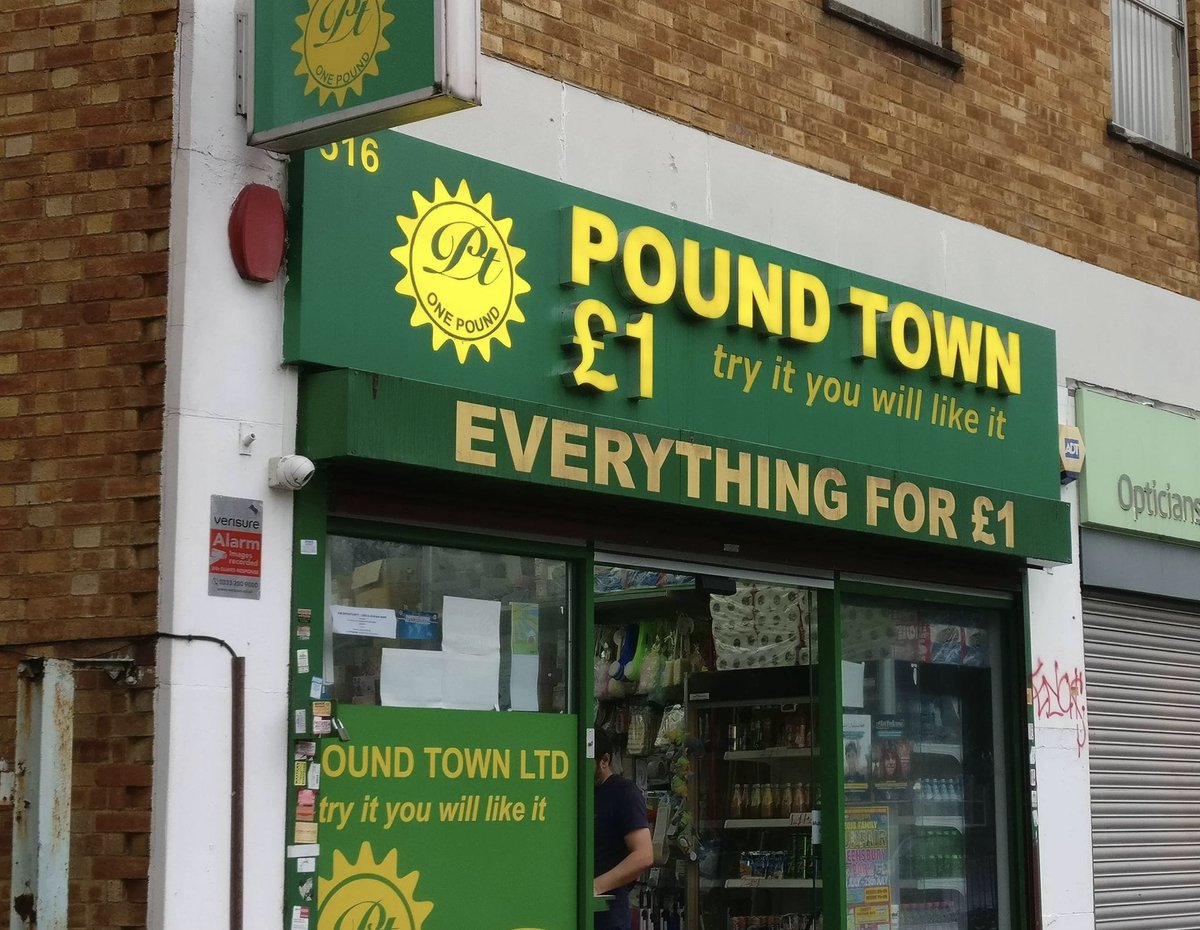 Pt
ONE POUND
516
Pt
ONE POUND
POUND TOWN
£1
try it you will like it
EVERYTHING FOR £1
ADT
Opticians
verisure
Alarm
Images
recorded
OUND TOWN LTD
try it you will like it
Pt